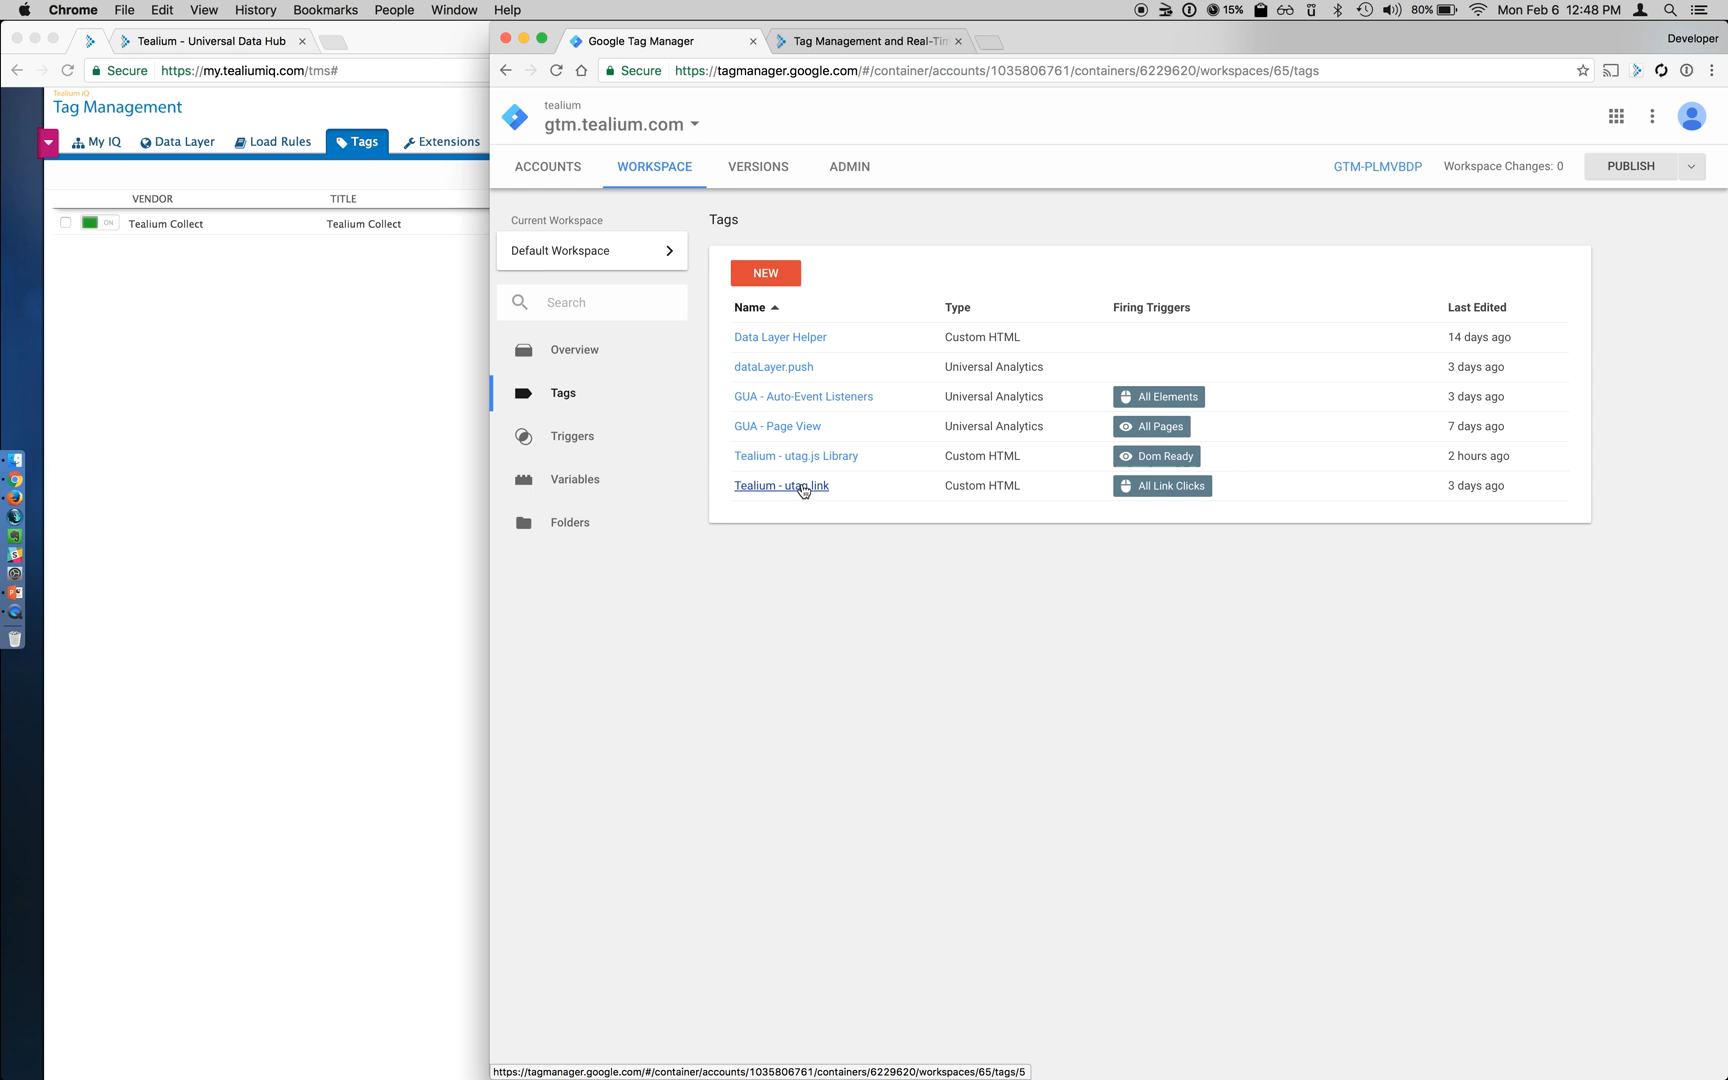 Chrome File Edit View History Bookmarks People Window Help 15% 80% Mon Feb 6 12:48 PM
Tealium - Universal Data Hub
Google Tag Manager
Tag Management and Real-Tim
Developer
Secure https://my.tealiumiq.com/tms#
Secure https://tagmanager.google.com/#/container/accounts/1035806761/containers/6229620/workspaces/65/tags
Tealium iQ
Tag Management
My IQ Data Layer Load Rules Tags Extensions
VENDOR TITLE
ON Tealium Collect Tealium Collect
tealium
gtm.tealium.com
ACCOUNTS WORKSPACE VERSIONS ADMIN GTM-PLMVBDP Workspace Changes: 0 PUBLISH
Current Workspace
Default Workspace
Search
Overview
Tags
Triggers
Variables
Folders
Tags
NEW
Name Type Firing Triggers Last Edited
Data Layer Helper Custom HTML 14 days ago
dataLayer.push Universal Analytics 3 days ago
GUA - Auto-Event Listeners Universal Analytics All Elements 3 days ago
GUA - Page View Universal Analytics All Pages 7 days ago
Tealium - utag.js Library Custom HTML Dom Ready 2 hours ago
Tealium - utag.link Custom HTML All Link Clicks 3 days ago
https://tagmanager.google.com/#/container/accounts/1035806761/containers/6229620/workspaces/65/tags/5